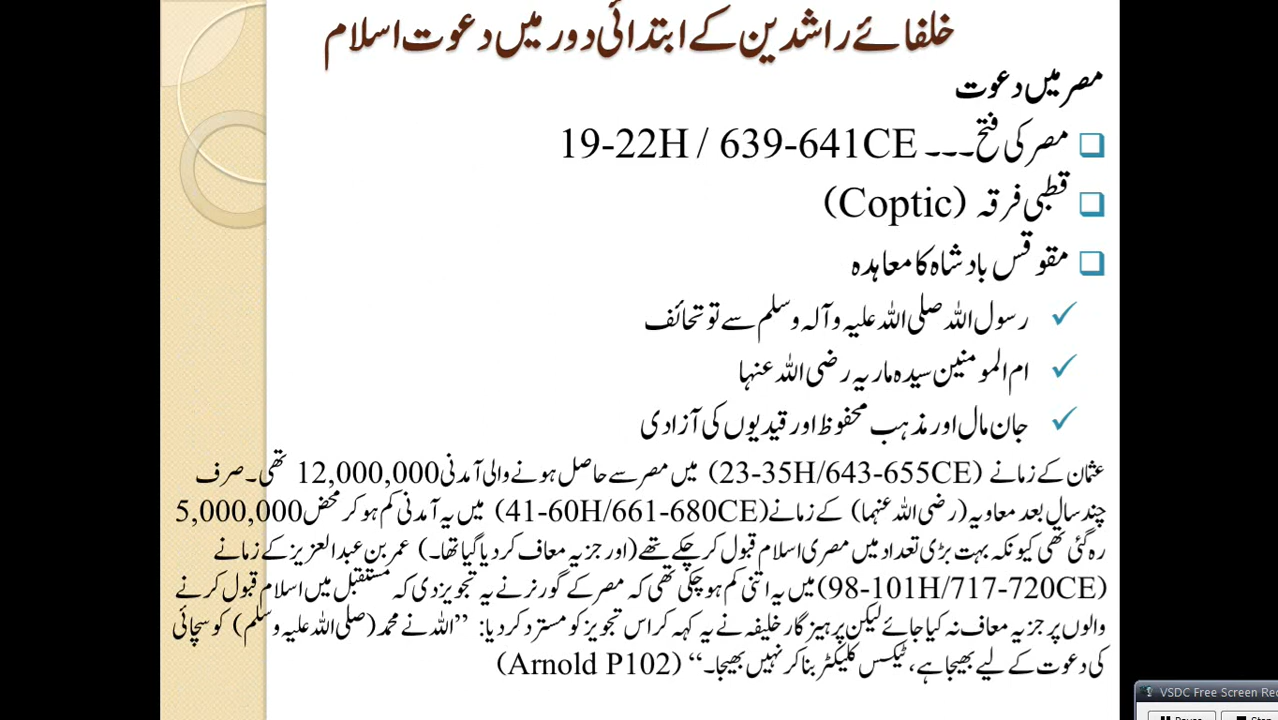 خلفائے راشدین کے ابتدائی دور میں دعوت اسلام
مصر میں دعوت
مصر کی فتح۔۔۔ 19-22H / 639-641CE
قطبی فرقہ (Coptic)
مقوقس بادشاہ کا معاہدہ
رسول اللہ صلی اللہ علیہ وآلہ وسلم سے تو تحائف
ام المومنین سیدہ ماریہ رضی اللہ عنہا
جان مال اور مذہب محفوظ اور قیدیوں کی آزادی
عثمان کے زمانے (23-35H/643-655CE) میں مصر سے حاصل ہونے والی آمدنی 12,000,000 تھی۔ صرف
چند سال بعد معاویہ (رضی اللہ عنہما) کے زمانے (41-60H/661-680CE) میں یہ آمدنی کم ہو کر محض 5,000,000
رہ گئی تھی کیونکہ بہت بڑی تعداد میں مصری اسلام قبول کر چکے تھے (اور جزیہ معاف کر دیا گیا تھا۔) عمر بن عبدالعزیز کے زمانے
(98-101H/717-720CE) میں یہ اتنی کم ہو چکی تھی کہ مصر کے گورنر نے یہ تجویز دی کہ مستقبل میں اسلام قبول کرنے
والوں پر جزیہ معاف نہ کیا جائے لیکن پرہیز گار خلیفہ نے یہ کہہ کر اس تجویز کو مسترد کر دیا: ”اللہ نے محمد (صلی اللہ علیہ وسلم) کو سچائی
کی دعوت کے لیے بھیجا ہے، ٹیکس کلیکٹر بنا کر نہیں بھیجا۔“ (Arnold P102)
VSDC Free Screen Rec